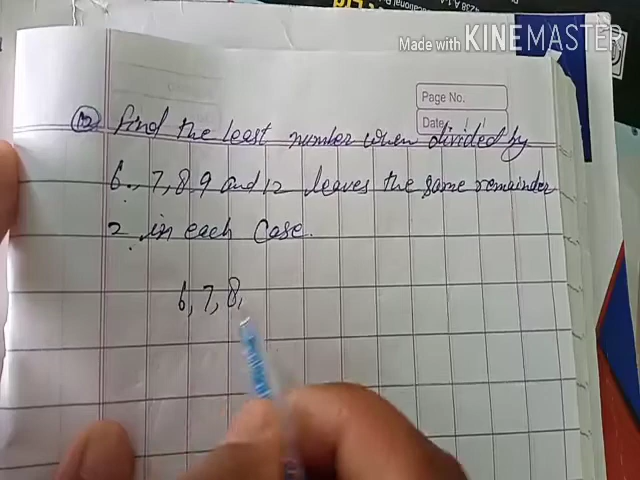 Made with KINEMASTER
Page No.
Date
12 Find the least number when divided by
6., 7, 8 9 and 12 leaves the same remainder
2 in each case.
6, 7, 8,